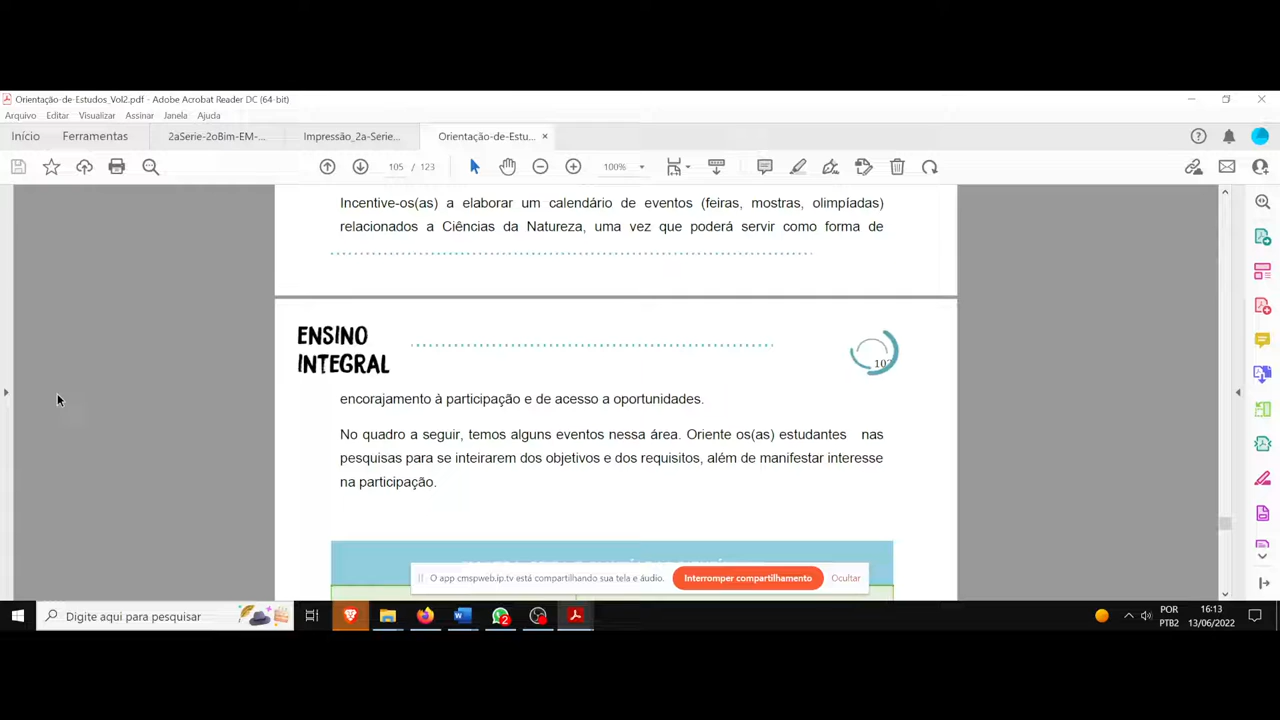 Orientação-de-Estudos_Vol2.pdf - Adobe Acrobat Reader DC (64-bit)
Arquivo Editar Visualizar Assinar Janela Ajuda
Início Ferramentas 2aSerie-2oBim-EM-... Impressão_2a-Serie... Orientação-de-Estu... ×
105 / 123 100%
Incentive-os(as) a elaborar um calendário de eventos (feiras, mostras, olimpíadas)
relacionados a Ciências da Natureza, uma vez que poderá servir como forma de
ENSINO
INTEGRAL
encorajamento à participação e de acesso a oportunidades.
No quadro a seguir, temos alguns eventos nessa área. Oriente os(as) estudantes nas
pesquisas para se inteirarem dos objetivos e dos requisitos, além de manifestar interesse
na participação.
O app cmspweb.ip.tv está compartilhando sua tela e áudio. Interromper compartilhamento Ocultar
Digite aqui para pesquisar
2
POR 16:13
PTB2 13/06/2022